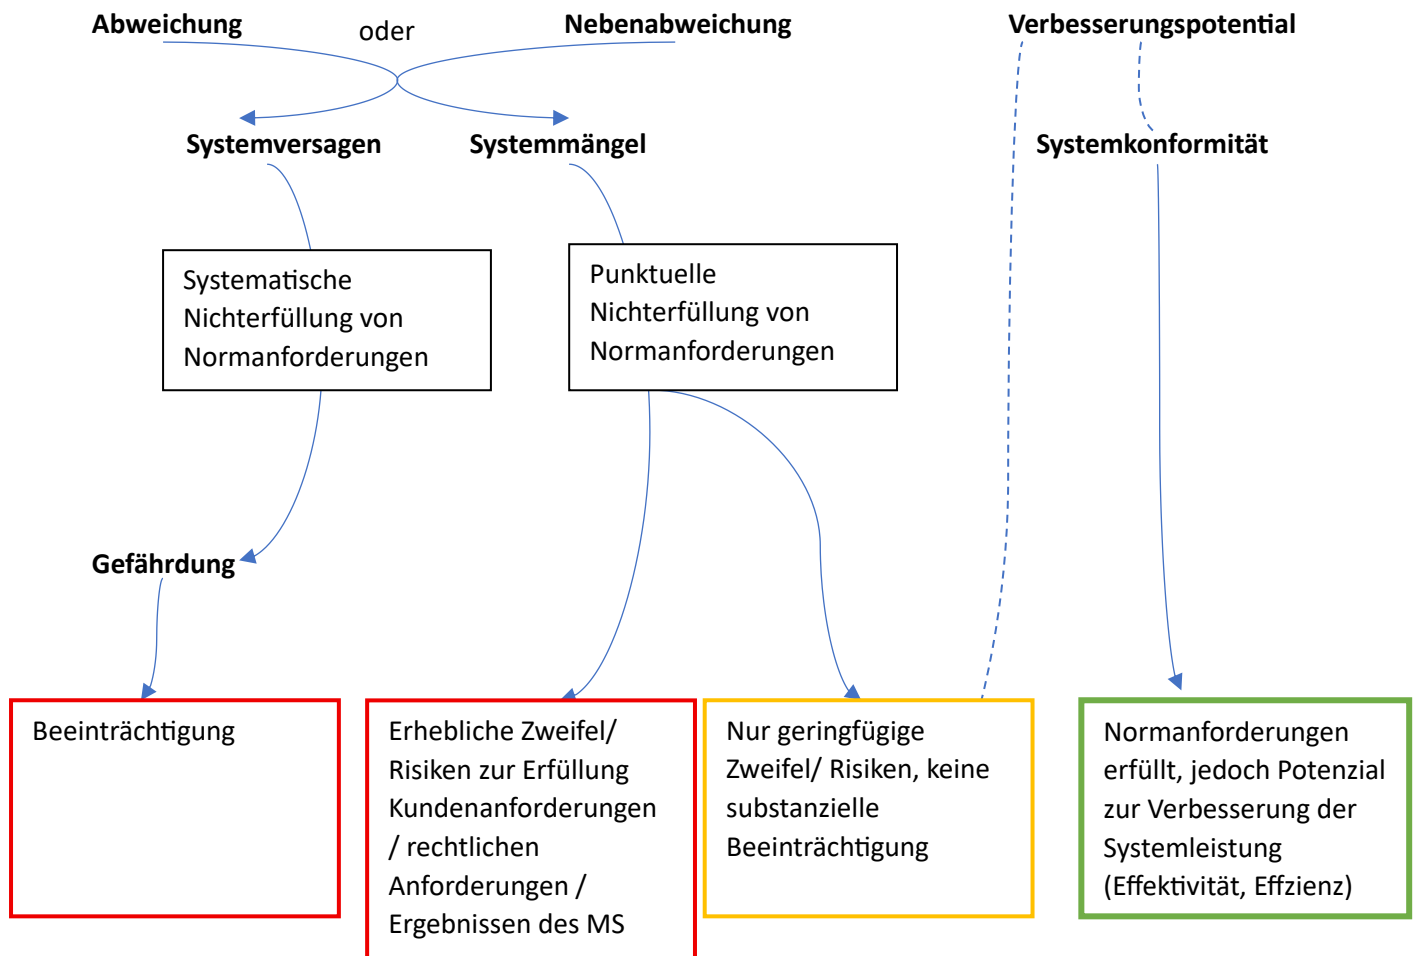 Abweichung
oder
Nebenabweichung
Verbesserungspotential
Systemversagen
Systemmängel
Systemkonformität
Systematische
Nichterfüllung von
Normanforderungen
Punktuelle
Nichterfüllung von
Normanforderungen
Gefährdung
Beeinträchtigung
Erhebliche Zweifel/
Risiken zur Erfüllung
Kundenanforderungen
/ rechtlichen
Anforderungen /
Ergebnissen des MS
Nur geringfügige
Zweifel/ Risiken, keine
substanzielle
Beeinträchtigung
Normanforderungen
erfüllt, jedoch Potenzial
zur Verbesserung der
Systemleistung
(Effektivität, Effzienz)